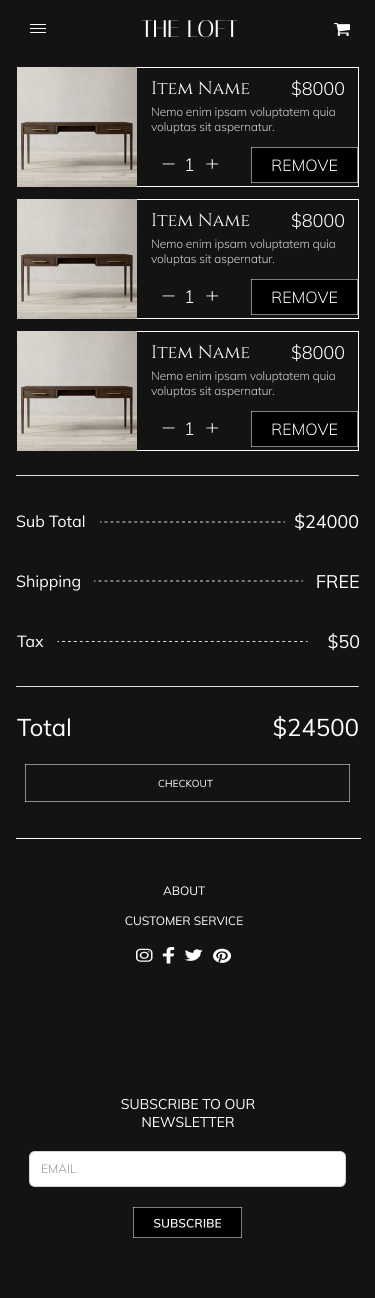 THE LOFT
Item Name $8000
Nemo enim ipsam voluptatem quia
voluptas sit aspernatur.
— 1 + REMOVE
Item Name $8000
Nemo enim ipsam voluptatem quia
voluptas sit aspernatur.
— 1 + REMOVE
Item Name $8000
Nemo enim ipsam voluptatem quia
voluptas sit aspernatur.
— 1 + REMOVE
Sub Total $24000
Shipping FREE
Tax $50
Total $24500
CHECKOUT
ABOUT
CUSTOMER SERVICE
SUBSCRIBE TO OUR
NEWSLETTER
EMAIL
SUBSCRIBE